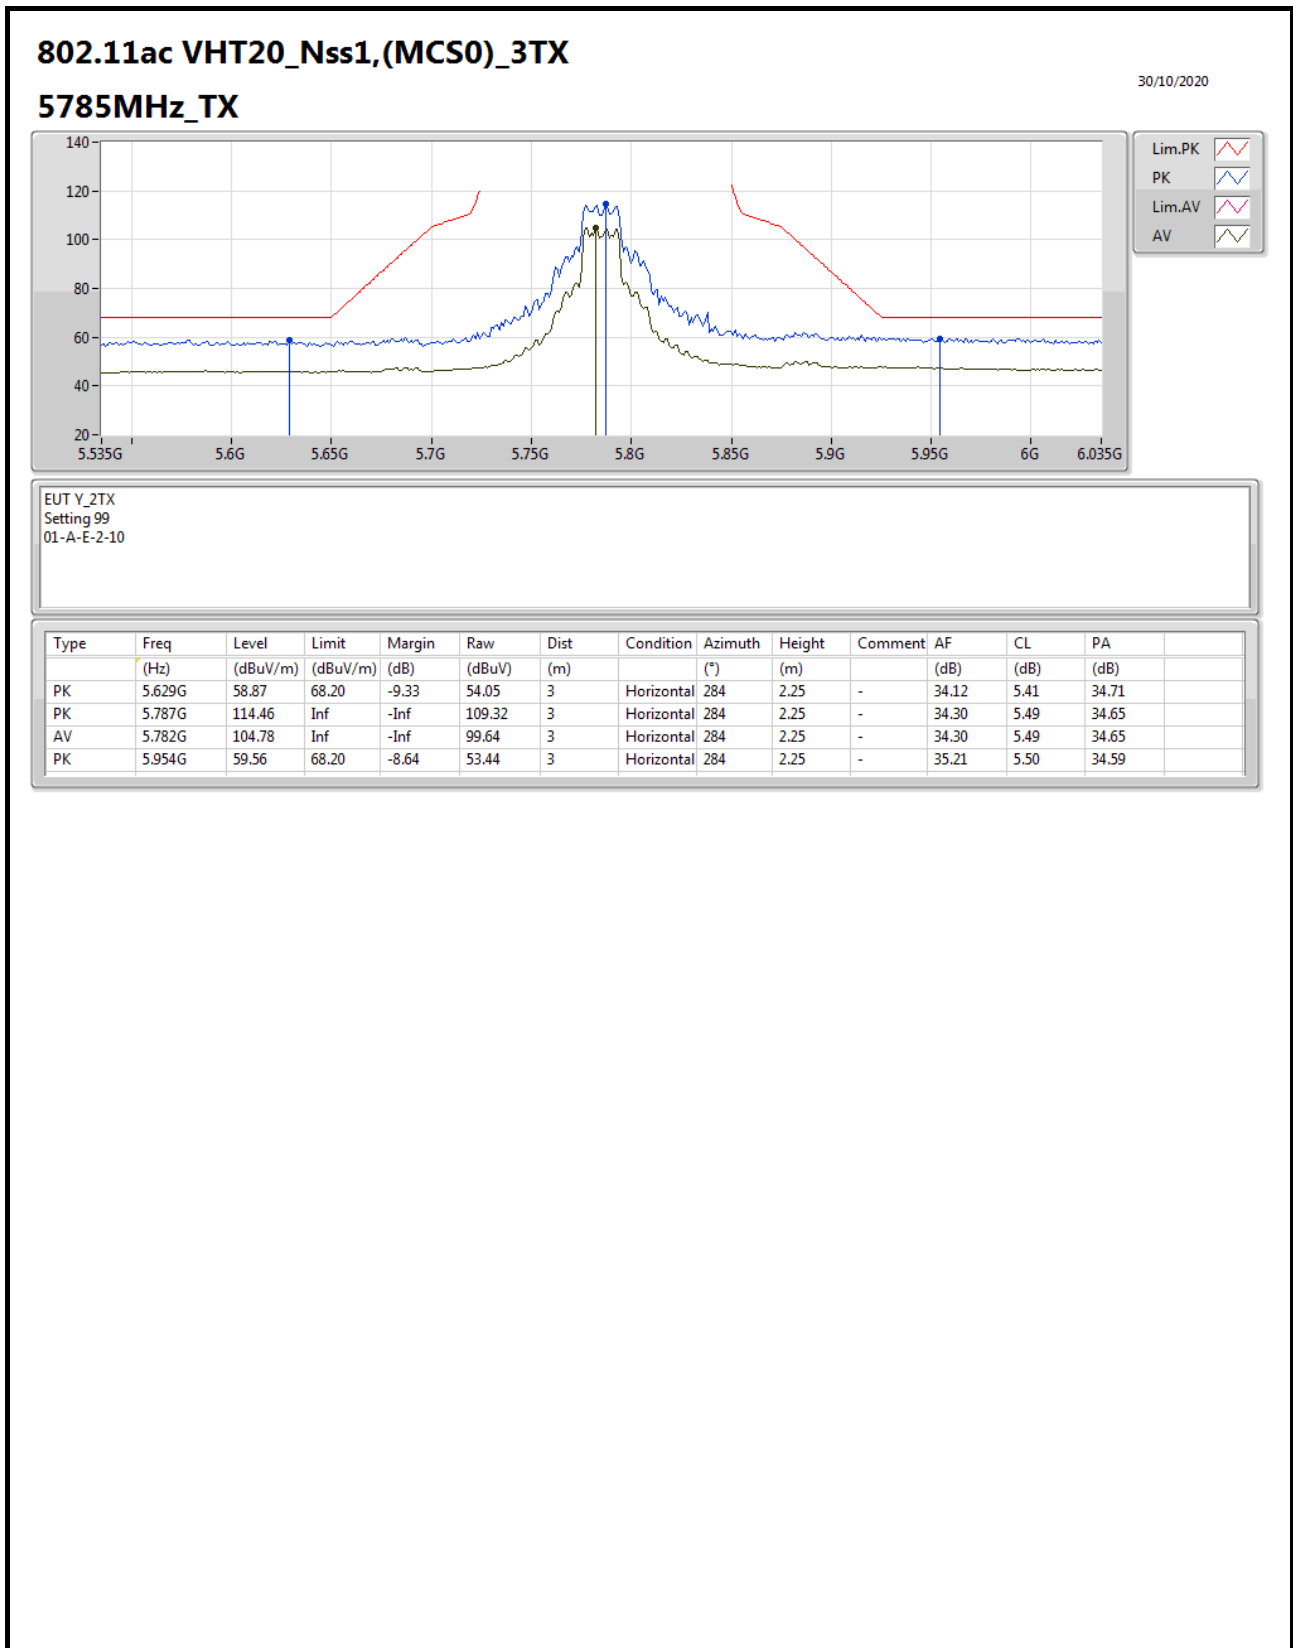 802.11ac VHT20_Nss1,(MCS0)_3TX
30/10/2020
5785MHz_TX
140
120
100
80
60
40
20
5.535G 5.6G 5.65G 5.7G 5.75G 5.8G 5.85G 5.9G 5.95G 6G 6.035G
Lim.PK
PK
Lim.AV
AV
EUT Y_2TX
Setting 99
01-A-E-2-10
Type Freq Level Limit Margin Raw Dist Condition Azimuth Height Comment AF CL PA
(Hz) (dBuV/m) (dBuV/m) (dB) (dBuV) (m) (°) (m) (dB) (dB) (dB)
PK 5.629G 58.87 68.20 -9.33 54.05 3 Horizontal 284 2.25 - 34.12 5.41 34.71
PK 5.787G 114.46 Inf -Inf 109.32 3 Horizontal 284 2.25 - 34.30 5.49 34.65
AV 5.782G 104.78 Inf -Inf 99.64 3 Horizontal 284 2.25 - 34.30 5.49 34.65
PK 5.954G 59.56 68.20 -8.64 53.44 3 Horizontal 284 2.25 - 35.21 5.50 34.59